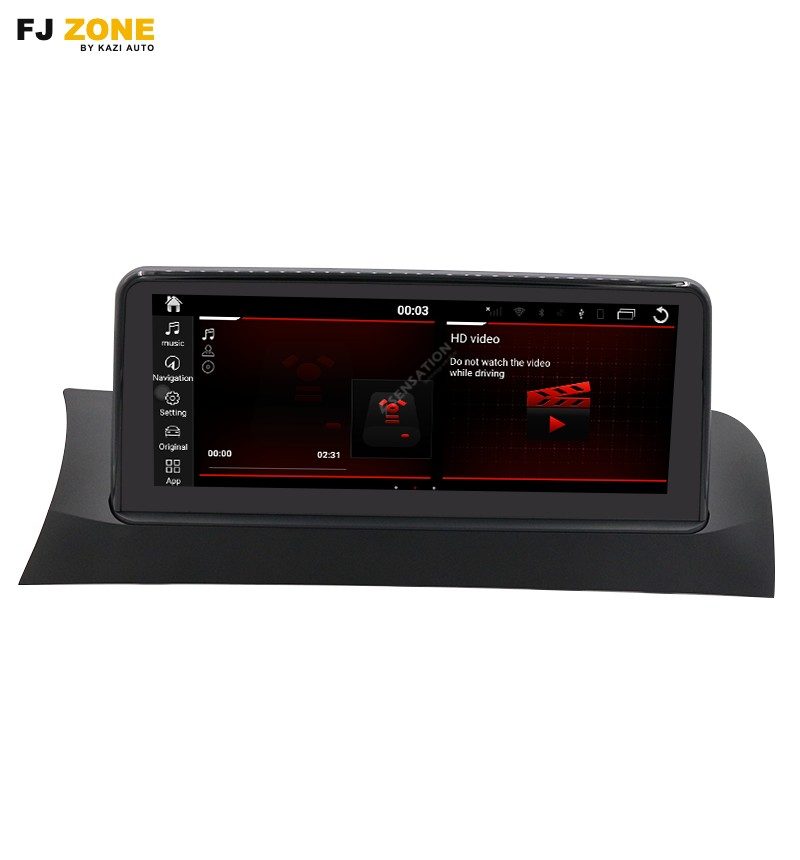 FJ ZONE
BY KAZI AUTO
00:03
music
Navigation
Setting
Original
App
00:00
02:31
HD video
Do not watch the video
while driving